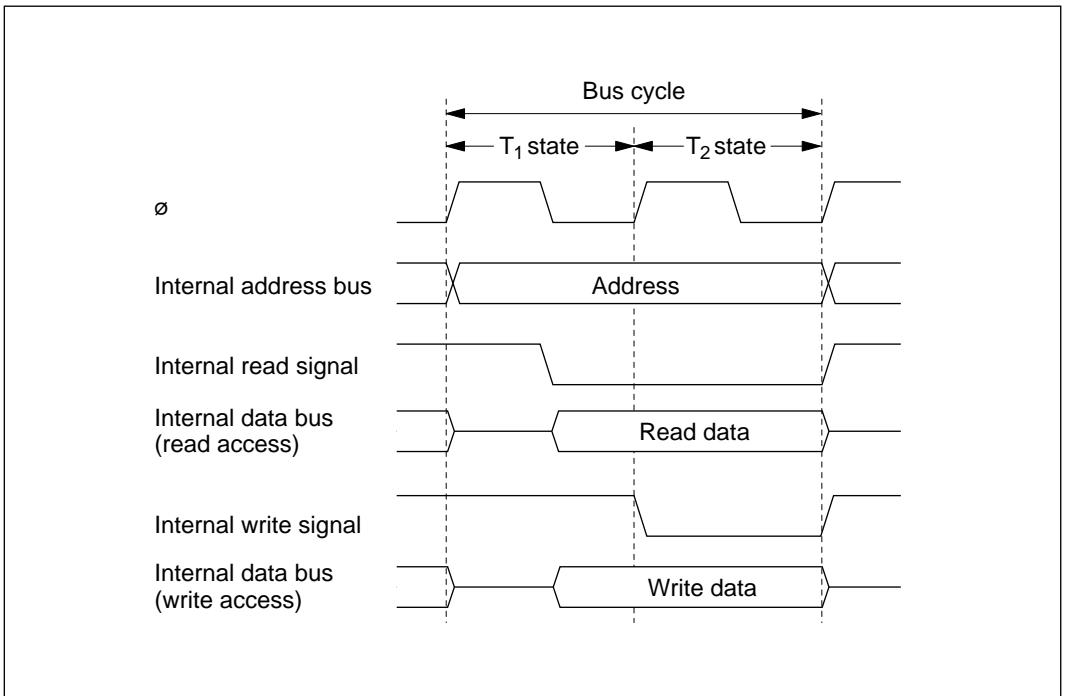 Bus cycle
T₁ state
T₂ state
ø
Internal address bus
Address
Internal read signal
Internal data bus
(read access)
Read data
Internal write signal
Internal data bus
(write access)
Write data